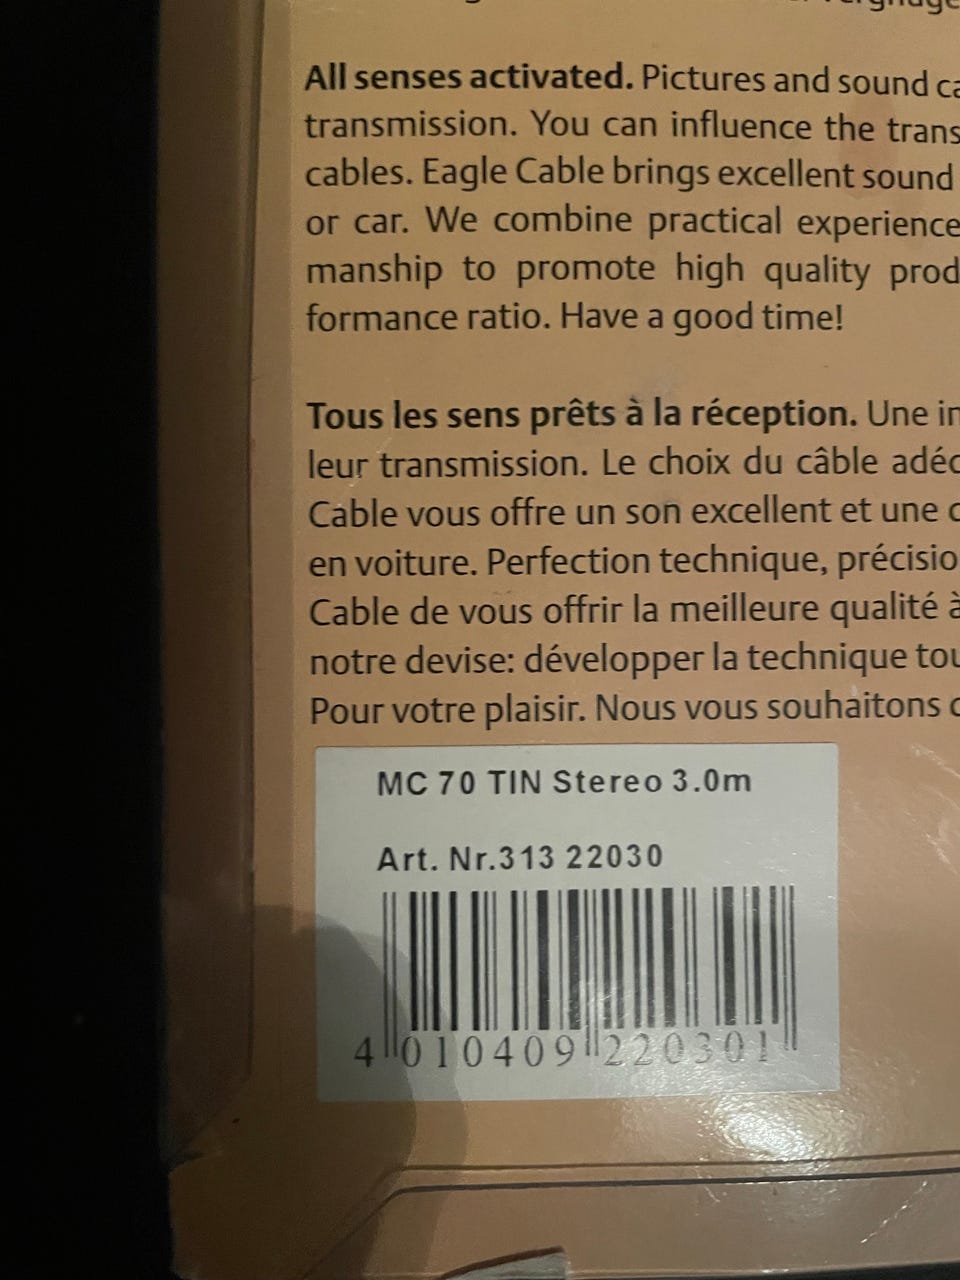 All senses activated. Pictures and sound
transmission. You can influence the
cables. Eagle Cable brings excellent sound
or car. We combine practical experience
manship to promote high quality
formance ratio. Have a good time!
Tous les sens prêts à la réception. Une
leur transmission. Le choix du câble
Cable vous offre un son excellent et une
en voiture. Perfection technique,
Cable de vous offrir la meilleure qualité à
notre devise: développer la technique
Pour votre plaisir. Nous vous souhaitons
MC 70 TIN Stereo 3.0m
Art. Nr.313 22030
4 010409 220301